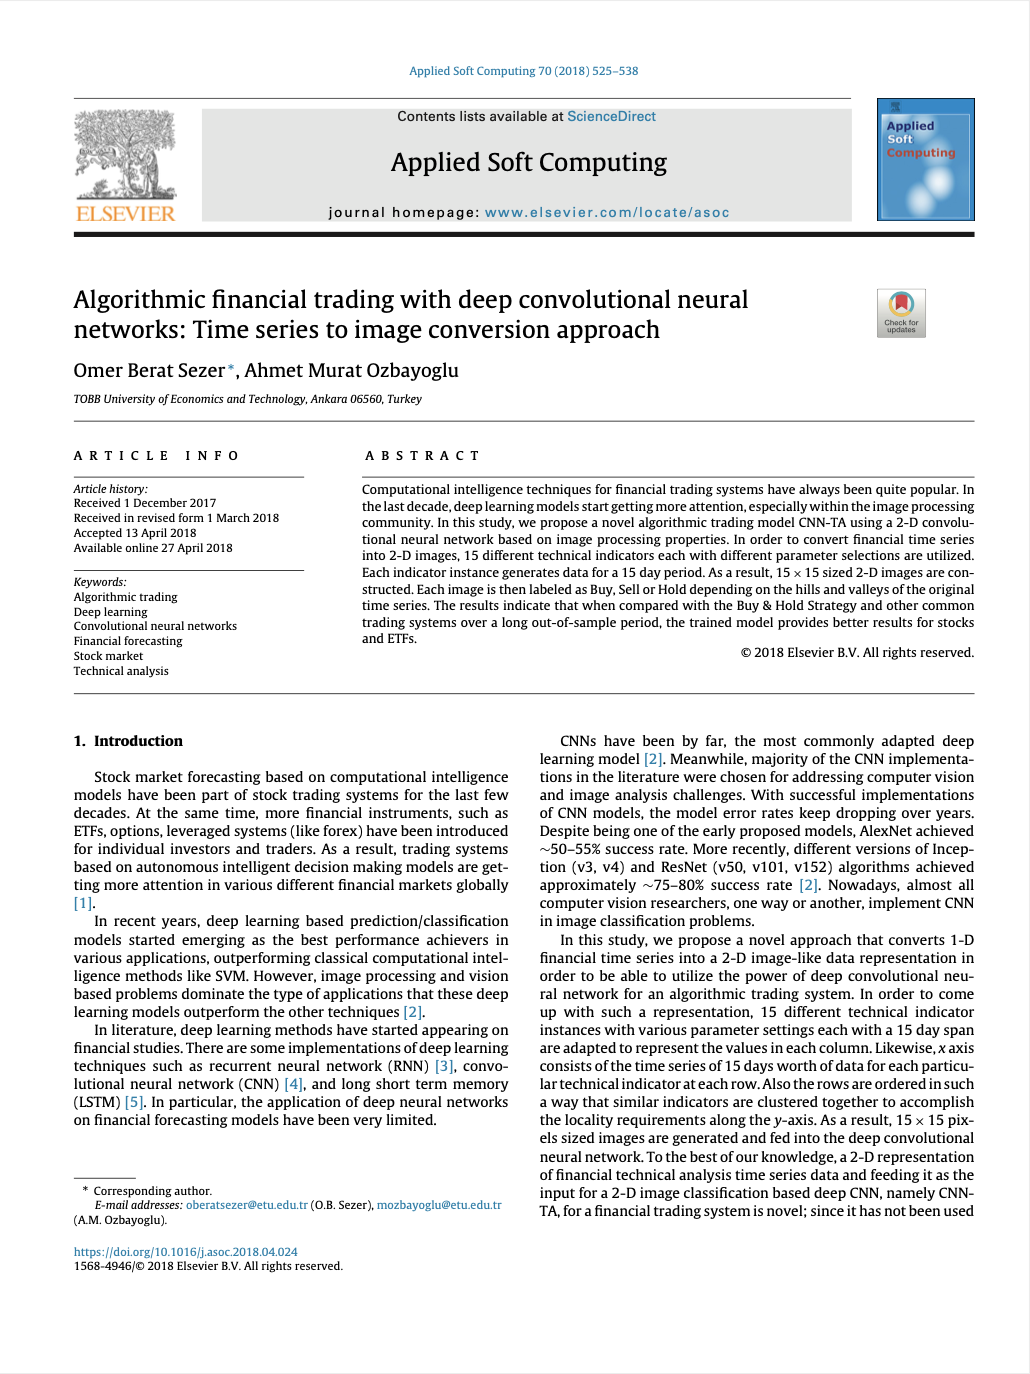 Applied Soft Computing 70 (2018) 525–538
Contents lists available at ScienceDirect
Applied Soft Computing
journal homepage: www.elsevier.com/locate/asoc
ELSEVIER
Applied
Soft
Computing
Algorithmic financial trading with deep convolutional neural
networks: Time series to image conversion approach
Check for
updates
Omer Berat Sezer*, Ahmet Murat Ozbayoglu
TOBB University of Economics and Technology, Ankara 06560, Turkey
ARTICLE INFO
Article history:
Received 1 December 2017
Received in revised form 1 March 2018
Accepted 13 April 2018
Available online 27 April 2018
Keywords:
Algorithmic trading
Deep learning
Convolutional neural networks
Financial forecasting
Stock market
Technical analysis
ABSTRACT
Computational intelligence techniques for financial trading systems have always been quite popular. In
the last decade, deep learning models start getting more attention, especially within the image processing
community. In this study, we propose a novel algorithmic trading model CNN-TA using a 2-D convolu-
tional neural network based on image processing properties. In order to convert financial time series
into 2-D images, 15 different technical indicators each with different parameter selections are utilized.
Each indicator instance generates data for a 15 day period. As a result, 15 × 15 sized 2-D images are con-
structed. Each image is then labeled as Buy, Sell or Hold depending on the hills and valleys of the original
time series. The results indicate that when compared with the Buy & Hold Strategy and other common
trading systems over a long out-of-sample period, the trained model provides better results for stocks
and ETFs.
© 2018 Elsevier B.V. All rights reserved.
1. Introduction
Stock market forecasting based on computational intelligence
models have been part of stock trading systems for the last few
decades. At the same time, more financial instruments, such as
ETFs, options, leveraged systems (like forex) have been introduced
for individual investors and traders. As a result, trading systems
based on autonomous intelligent decision making models are get-
ting more attention in various different financial markets globally
[1].
In recent years, deep learning based prediction/classification
models started emerging as the best performance achievers in
various applications, outperforming classical computational intel-
ligence methods like SVM. However, image processing and vision
based problems dominate the type of applications that these deep
learning models outperform the other techniques [2].
In literature, deep learning methods have started appearing on
financial studies. There are some implementations of deep learning
techniques such as recurrent neural network (RNN) [3], convo-
lutional neural network (CNN) [4], and long short term memory
(LSTM) [5]. In particular, the application of deep neural networks
on financial forecasting models have been very limited.
* Corresponding author.
E-mail addresses: oberatsezer@etu.edu.tr (O.B. Sezer), mozbayoglu@etu.edu.tr
(A.M. Ozbayoglu).
https://doi.org/10.1016/j.asoc.2018.04.024
1568-4946/© 2018 Elsevier B.V. All rights reserved.
CNNs have been by far, the most commonly adapted deep
learning model [2]. Meanwhile, majority of the CNN implementa-
tions in the literature were chosen for addressing computer vision
and image analysis challenges. With successful implementations
of CNN models, the model error rates keep dropping over years.
Despite being one of the early proposed models, AlexNet achieved
~50–55% success rate. More recently, different versions of Incep-
tion (v3, v4) and ResNet (v50, v101, v152) algorithms achieved
approximately ~75–80% success rate [2]. Nowadays, almost all
computer vision researchers, one way or another, implement CNN
in image classification problems.
In this study, we propose a novel approach that converts 1-D
financial time series into a 2-D image-like data representation in
order to be able to utilize the power of deep convolutional neu-
ral network for an algorithmic trading system. In order to come
up with such a representation, 15 different technical indicator
instances with various parameter settings each with a 15 day span
are adapted to represent the values in each column. Likewise, x axis
consists of the time series of 15 days worth of data for each particu-
lar technical indicator at each row. Also the rows are ordered in such
a way that similar indicators are clustered together to accomplish
the locality requirements along the y-axis. As a result, 15 × 15 pix-
els sized images are generated and fed into the deep convolutional
neural network. To the best of our knowledge, a 2-D representation
of financial technical analysis time series data and feeding it as the
input for a 2-D image classification based deep CNN, namely CNN-
TA, for a financial trading system is novel; since it has not been used